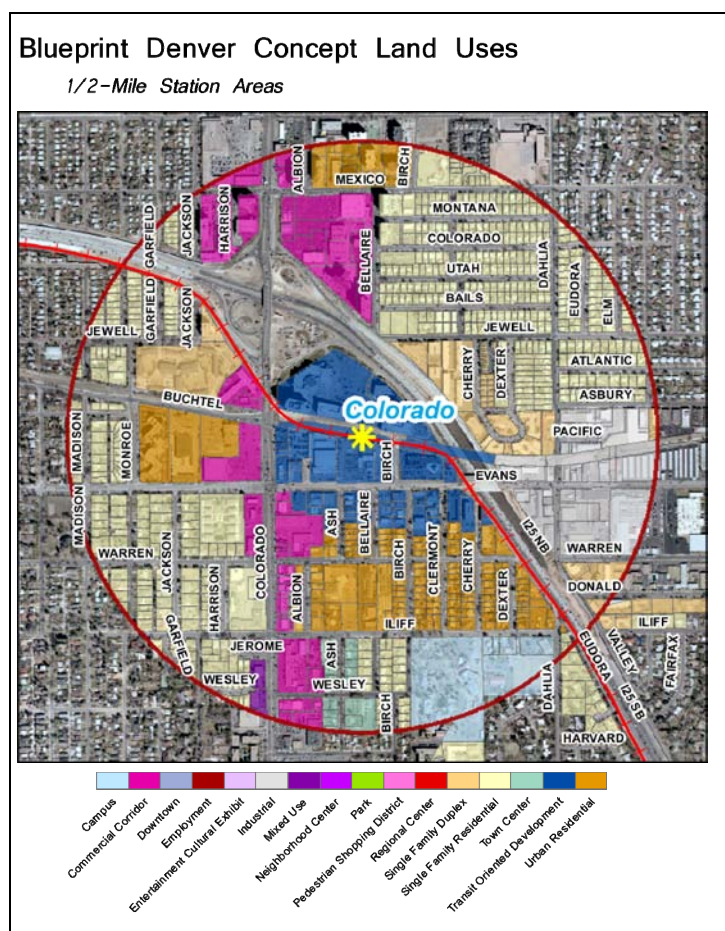 Blueprint Denver Concept Land Uses
1/2-Mile Station Areas
ALBION
MEXICO
BIRCH
GARFIELD
JACKSON
HARRISON
MONTANA
COLORADO
BELLAIRE
DAHLIA
UTAH
EUDORA
ELM
BAILS
GARFIELD
JACKSON
JEWELL
JEWELL
CHERRY
DEXTER
ATLANTIC
ASBURY
BUCHTEL
Colorado
PACIFIC
MADISON
MONROE
BIRCH
EVANS
MADISON
ASH
BELLAIRE
I25 NB
WARREN
JACKSON
COLORADO
BIRCH
CLERMONT
CHERRY
WARREN
HARRISON
ALBION
DEXTER
DONALD
ILIFF
ILIFF
GARFIELD
JEROME
ASH
EUDORA
VALLEY
FAIRFAX
WESLEY
WESLEY
BIRCH
DAHLIA
I25 SB
HARVARD
Campus
Commercial Corridor
Downtown
Employment
Entertainment Cultural Exhibit
Industrial
Mixed Use
Neighborhood Center
Park
Pedestrian Shopping District
Regional Center
Single Family Duplex
Single Family Residential
Town Center
Transit Oriented Development
Urban Residential